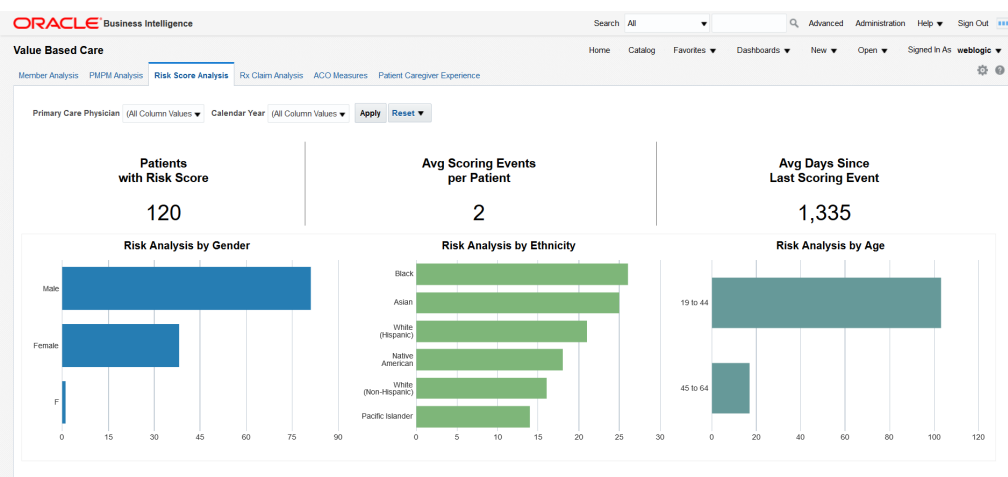 ORACLE Business Intelligence
Search All Advanced Administration Help Sign Out
Value Based Care
Home Catalog Favorites Dashboards New Open Signed In As weblogic
Member Analysis PMPM Analysis Risk Score Analysis Rx Claim Analysis ACO Measures Patient Caregiver Experience
Primary Care Physician (All Column Values Calendar Year (All Column Values Apply Reset
Patients
with Risk Score
120
Avg Scoring Events
per Patient
2
Avg Days Since
Last Scoring Event
1,335
Risk Analysis by Gender
Male
Female
F
0 15 30 45 60 75 90
Risk Analysis by Ethnicity
Black
Asian
White
(Hispanic)
Native
American
White
(Non-Hispanic)
Pacific Islander
0 5 10 15 20 25 30
Risk Analysis by Age
19 to 44
45 to 64
0 20 40 60 80 100 120